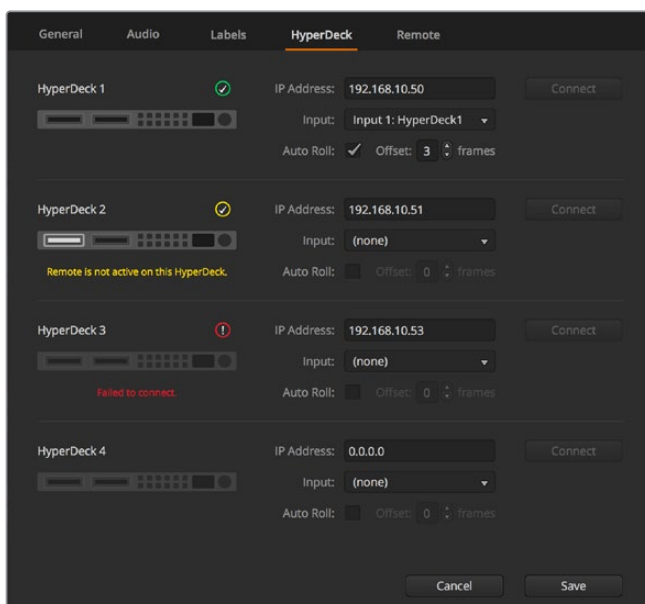 General Audio Labels HyperDeck Remote
HyperDeck 1 IP Address: 192.168.10.50 Connect
Input: Input 1: HyperDeck1
Auto Roll: Offset: 3 frames
HyperDeck 2 IP Address: 192.168.10.51 Connect
Input: (none)
Remote is not active on this HyperDeck. Auto Roll: Offset: 0 frames
HyperDeck 3 IP Address: 192.168.10.53 Connect
Input: (none)
Failed to connect. Auto Roll: Offset: 0 frames
HyperDeck 4 IP Address: 0.0.0.0 Connect
Input: (none)
Auto Roll: Offset: 0 frames
Cancel Save